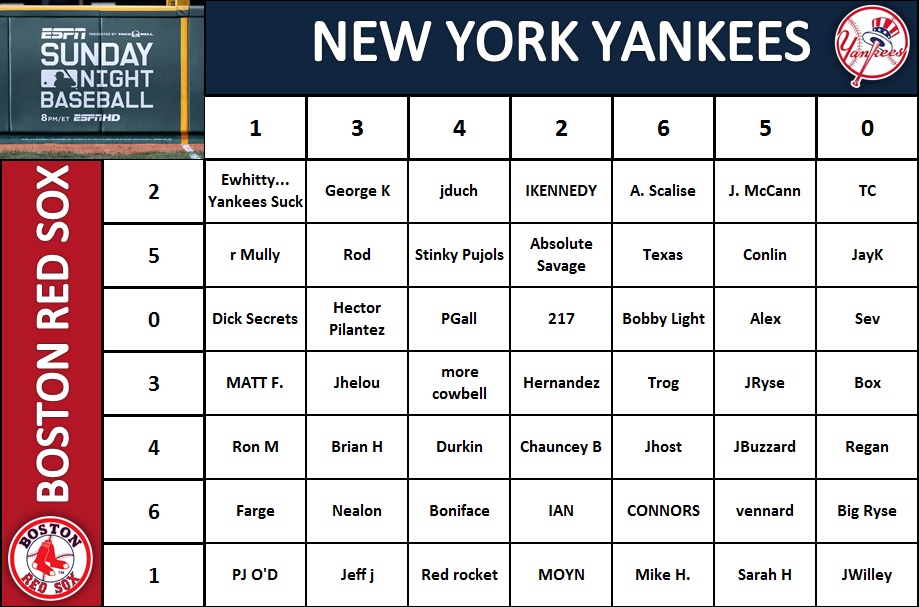 ESPN PRESENTED BY TACO BELL
SUNDAY
NIGHT
BASEBALL
8PM/ET ESPN HD
NEW YORK YANKEES
Yankees
1 3 4 2 6 5 0
BOSTON RED SOX
2
Ewhitty...
Yankees Suck
George K
jduch
IKENNEDY
A. Scalise
J. McCann
TC
5
r Mully
Rod
Stinky Pujols
Absolute
Savage
Texas
Conlin
JayK
0
Dick Secrets
Hector
Pilantez
PGall
217
Bobby Light
Alex
Sev
3
MATT F.
Jhelou
more
cowbell
Hernandez
Trog
JRyse
Box
4
Ron M
Brian H
Durkin
Chauncey B
Jhost
JBuzzard
Regan
6
Farge
Nealon
Boniface
IAN
CONNORS
vennard
Big Ryse
1
PJ O'D
Jeff j
Red rocket
MOYN
Mike H.
Sarah H
JWilley
BOSTON
RED SOX
TM